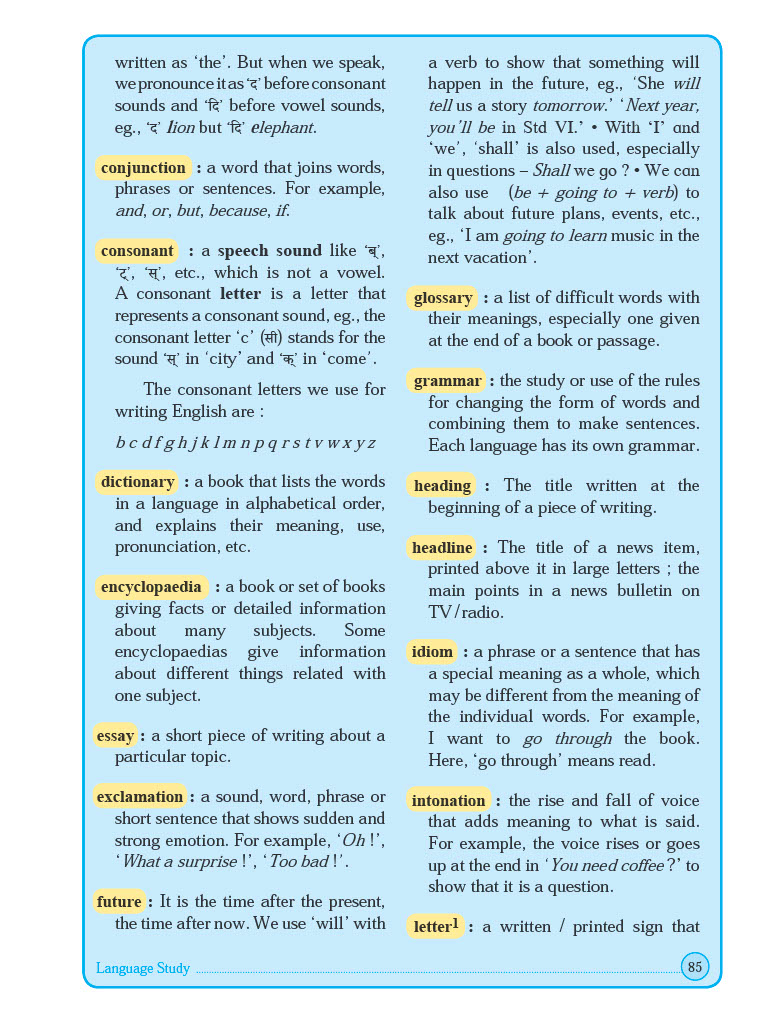 written as ‘the’. But when we speak,
we pronounce it as ‘द’ before consonant
sounds and ‘दि’ before vowel sounds,
eg., ‘द’ lion but ‘दि’ elephant.
conjunction : a word that joins words,
phrases or sentences. For example,
and, or, but, because, if.
consonant : a speech sound like ‘ब्’,
‘ट्’, ‘स्’, etc., which is not a vowel.
A consonant letter is a letter that
represents a consonant sound, eg., the
consonant letter ‘c’ (सी) stands for the
sound ‘स्’ in ‘city’ and ‘क्’ in ‘come’.
The consonant letters we use for
writing English are :
b c d f g h j k l m n p q r s t v w x y z
dictionary : a book that lists the words
in a language in alphabetical order,
and explains their meaning, use,
pronunciation, etc.
encyclopaedia : a book or set of books
giving facts or detailed information
about many subjects. Some
encyclopaedias give information
about different things related with
one subject.
essay : a short piece of writing about a
particular topic.
exclamation : a sound, word, phrase or
short sentence that shows sudden and
strong emotion. For example, ‘Oh !’,
‘What a surprise !’, ‘Too bad !’.
future : It is the time after the present,
the time after now. We use ‘will’ with
a verb to show that something will
happen in the future, eg., ‘She will
tell us a story tomorrow.’ ‘Next year,
you’ll be in Std VI.’ • With ‘I’ and
‘we’, ‘shall’ is also used, especially
in questions – Shall we go ? • We can
also use (be + going to + verb) to
talk about future plans, events, etc.,
eg., ‘I am going to learn music in the
next vacation’.
glossary : a list of difficult words with
their meanings, especially one given
at the end of a book or passage.
grammar : the study or use of the rules
for changing the form of words and
combining them to make sentences.
Each language has its own grammar.
heading : The title written at the
beginning of a piece of writing.
headline : The title of a news item,
printed above it in large letters ; the
main points in a news bulletin on
TV/radio.
idiom : a phrase or a sentence that has
a special meaning as a whole, which
may be different from the meaning of
the individual words. For example,
I want to go through the book.
Here, ‘go through’ means read.
intonation : the rise and fall of voice
that adds meaning to what is said.
For example, the voice rises or goes
up at the end in ‘You need coffee ?’ to
show that it is a question.
letter¹ : a written / printed sign that
Language Study 85